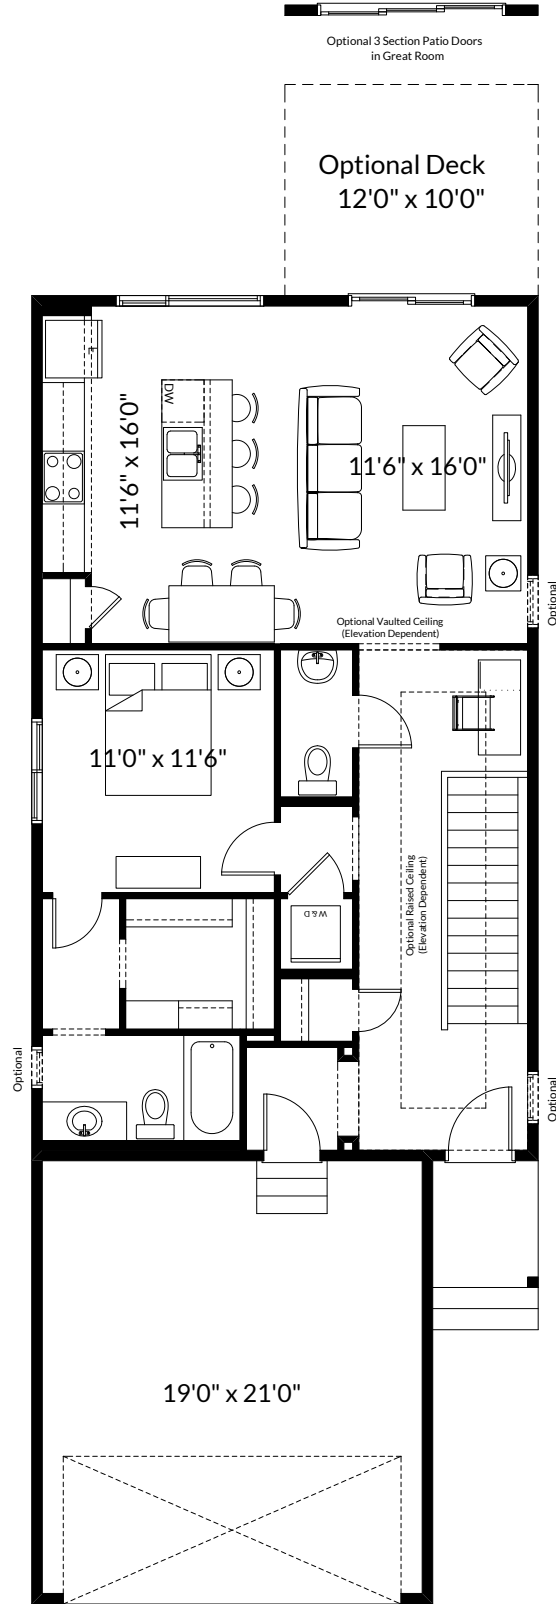 Optional 3 Section Patio Doors
in Great Room
Optional Deck
12'0" x 10'0"
DW
11'6" x 16'0"
11'6" x 16'0"
Optional
Optional Vaulted Ceiling
(Elevation Dependent)
11'0" x 11'6"
Optional Raised Ceiling
(Elevation Dependent)
W&D
Optional
Optional
19'0" x 21'0"